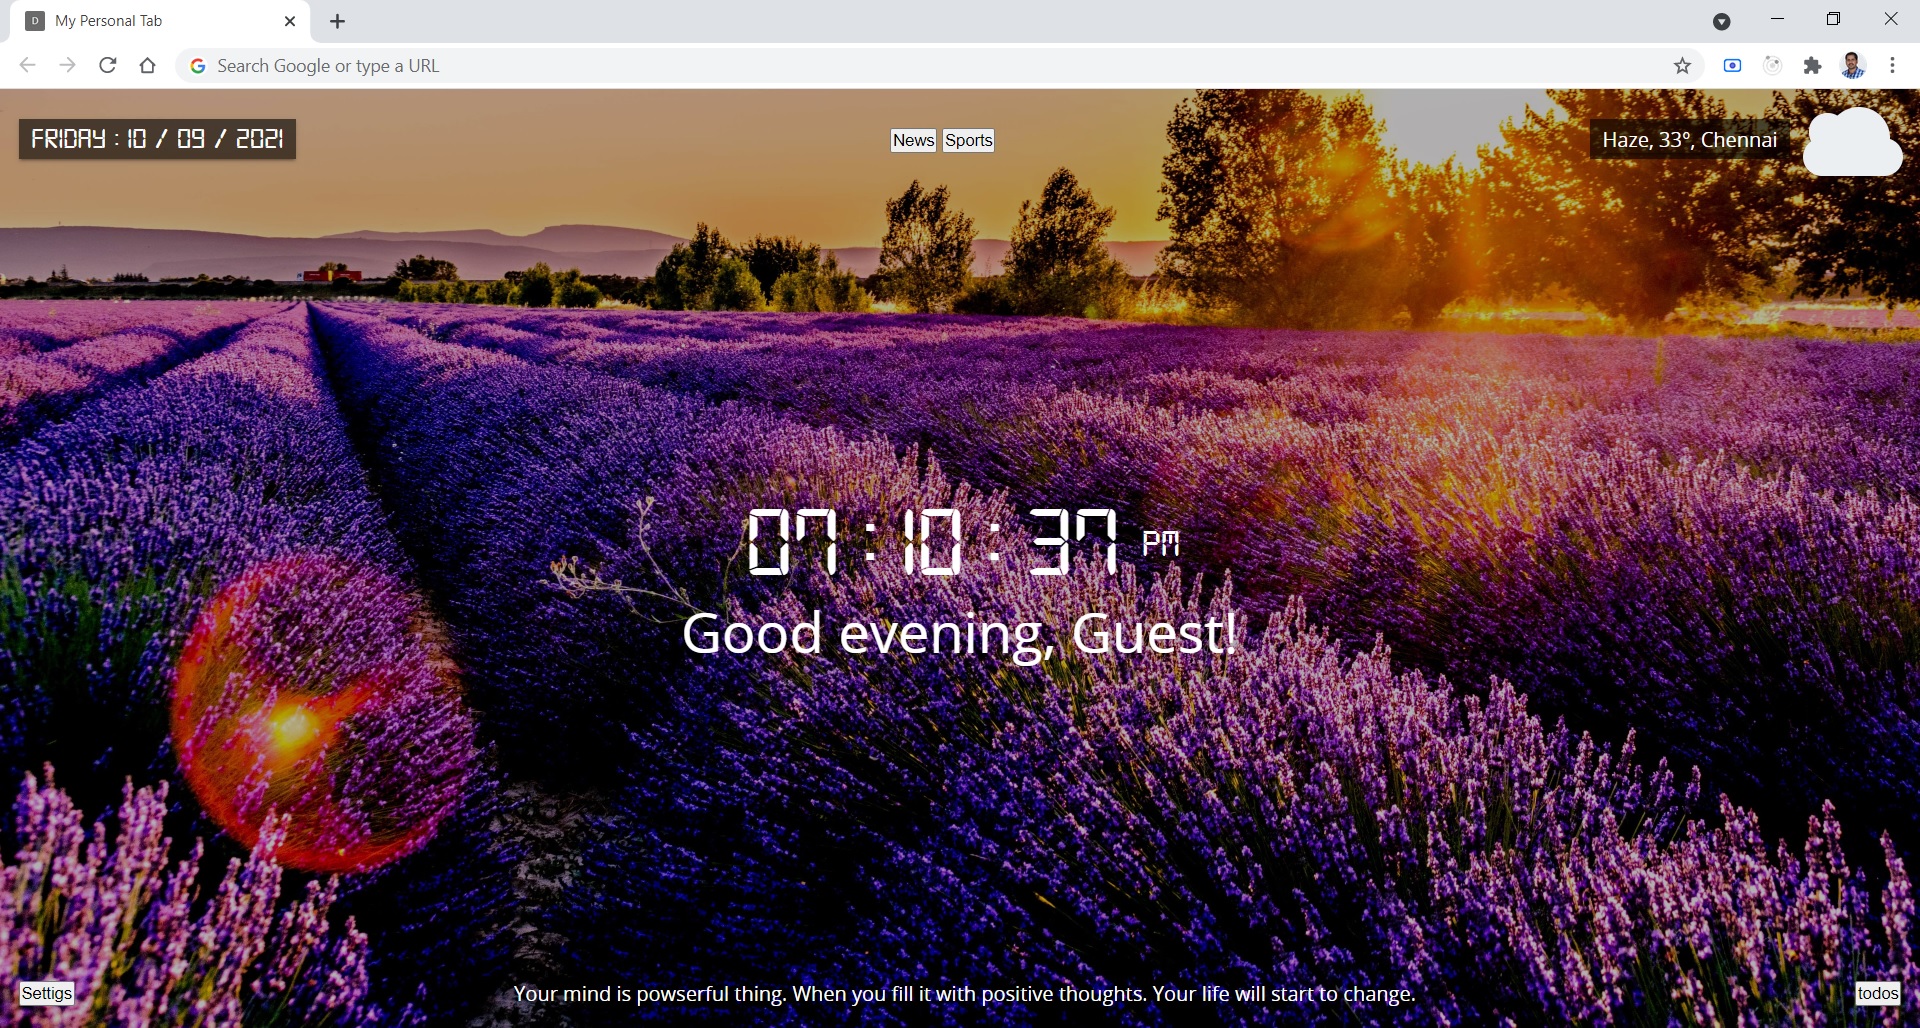 My Personal Tab
Search Google or type a URL
FRIDAY : 10 / 09 / 2021
News Sports
Haze, 33°, Chennai
07 : 10 : 37 PM
Good evening, Guest!
Settigs
Your mind is powserful thing. When you fill it with positive thoughts. Your life will start to change.
todos